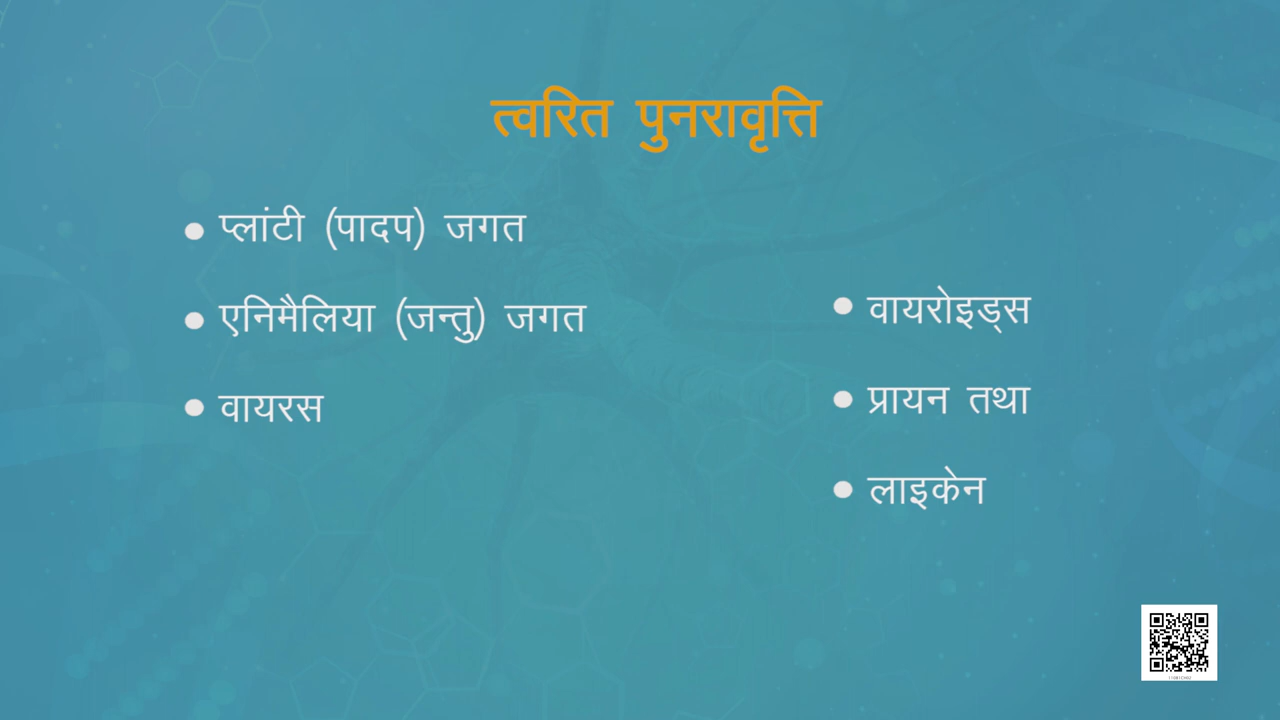 त्वरित पुनरावृत्ति
• प्लांटी (पादप) जगत
• एनिमैलिया (जन्तु) जगत
• वायरस
• वायरोइड्स
• प्रायन तथा
• लाइकेन